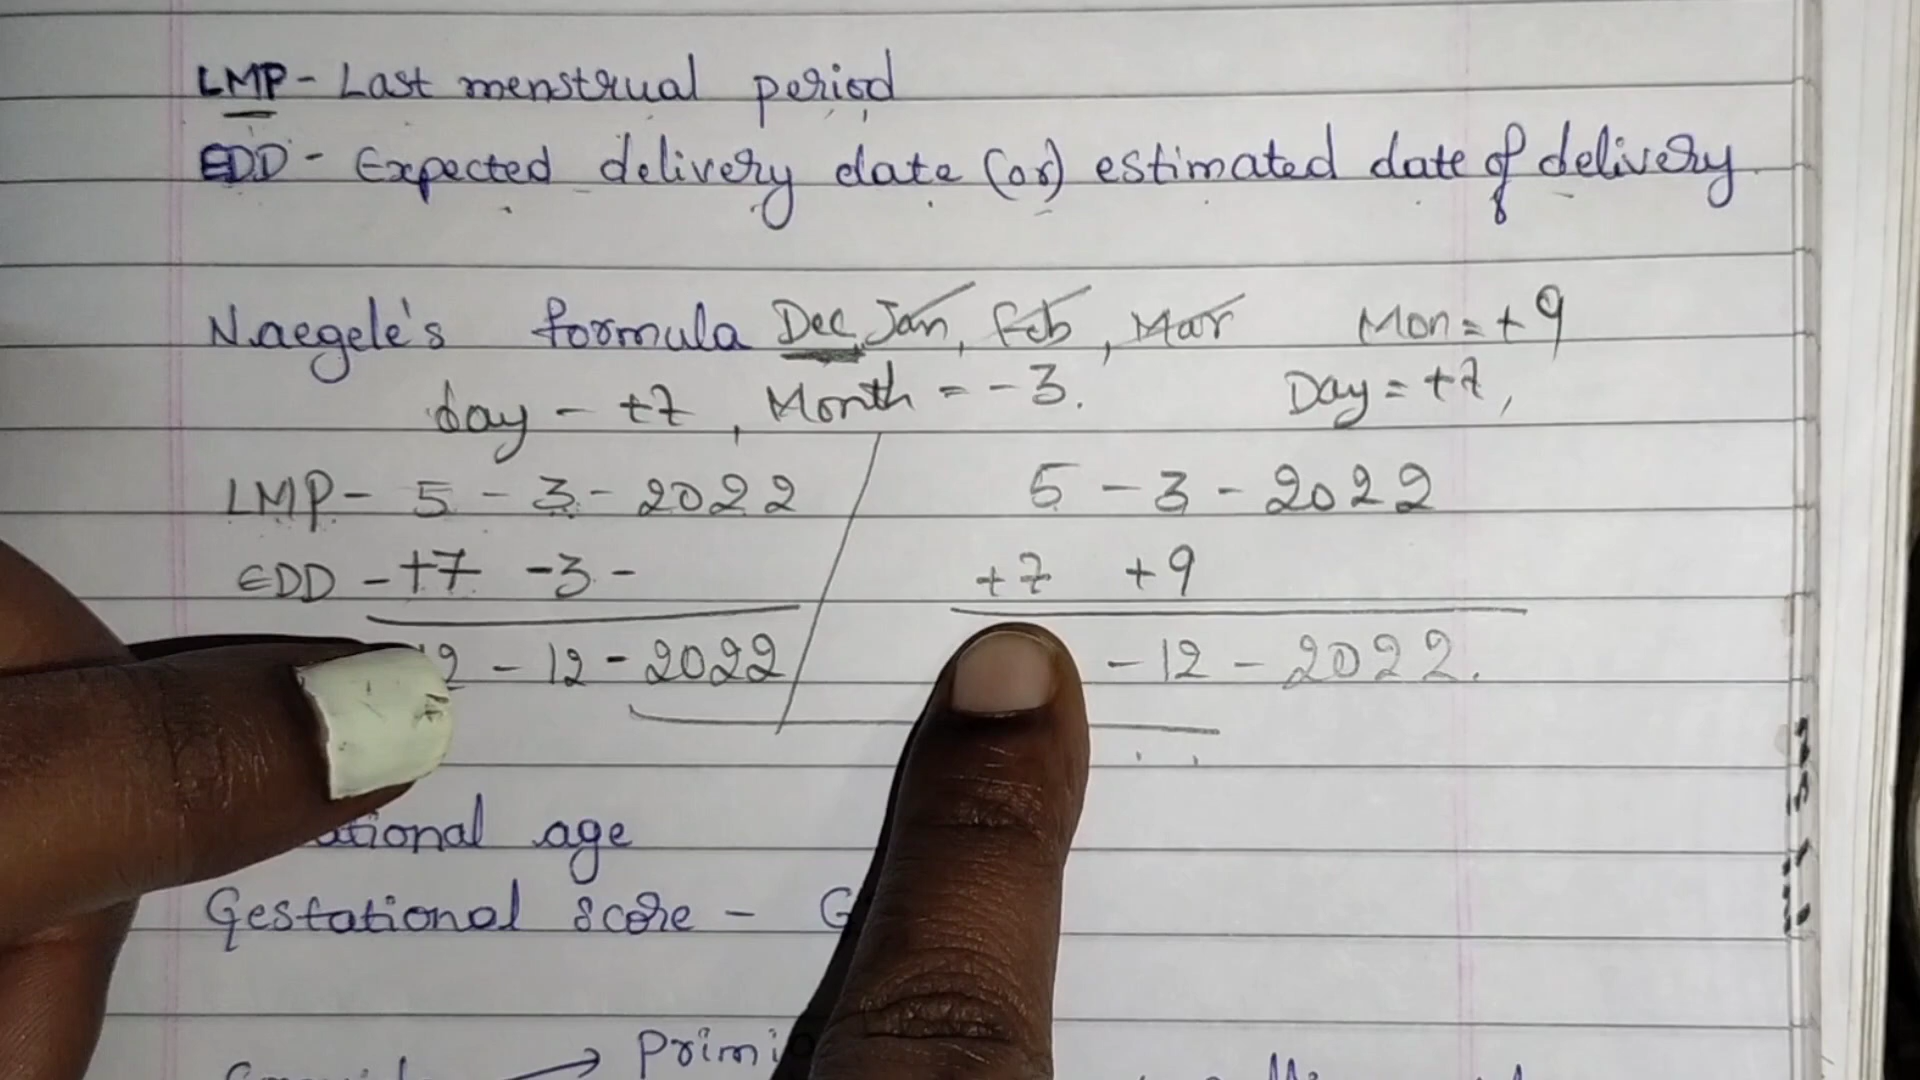 LMP - Last menstrual period
EDD - Expected delivery date (or) estimated date of delivery
Naegele's formula Dec, Jan, Feb, Mar Mon = +9
day - +7, Month = -3. Day = +7,
LMP - 5 - 3 - 2022 5 - 3 - 2022
EDD - +7 -3 - +7 +9
12 - 12 - 2022 - 12 - 2022.
age
Gestational score - G